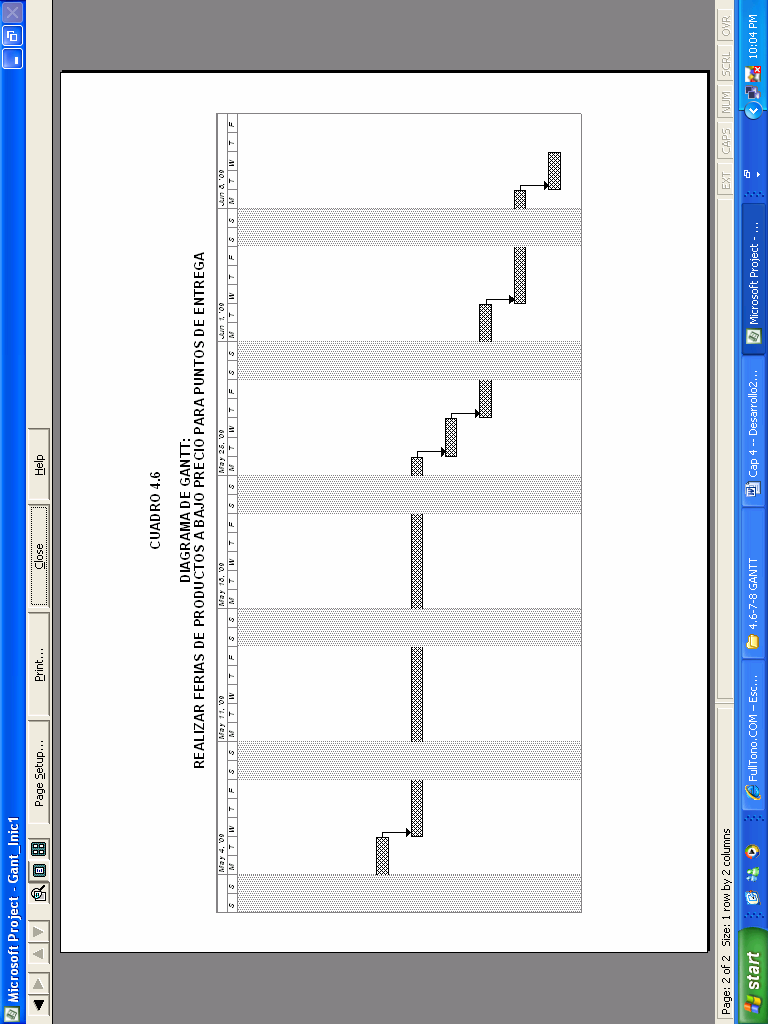 Microsoft Project - Gant_Inic1
Page Setup... Print... Close Help
CUADRO 4.6
DIAGRAMA DE GANTT:
REALIZAR FERIAS DE PRODUCTOS A BAJO PRECIO PARA PUNTOS DE ENTREGA
May 4, '09 May 11, '09 May 18, '09 May 25, '09 Jun 1, '09 Jun 8, '09
S S M T W T F S S M T W T F S S M T W T F S S M T W T F S S M T W T F S S M T W T F
Page: 2 of 2 Size: 1 row by 2 columns EXT CAPS NUM SCRL OVR
start FullTono.COM – Esc... 4.6-7-8 GANTT Cap 4 -- Desarrollo2... Microsoft Project - ... 10:04 PM